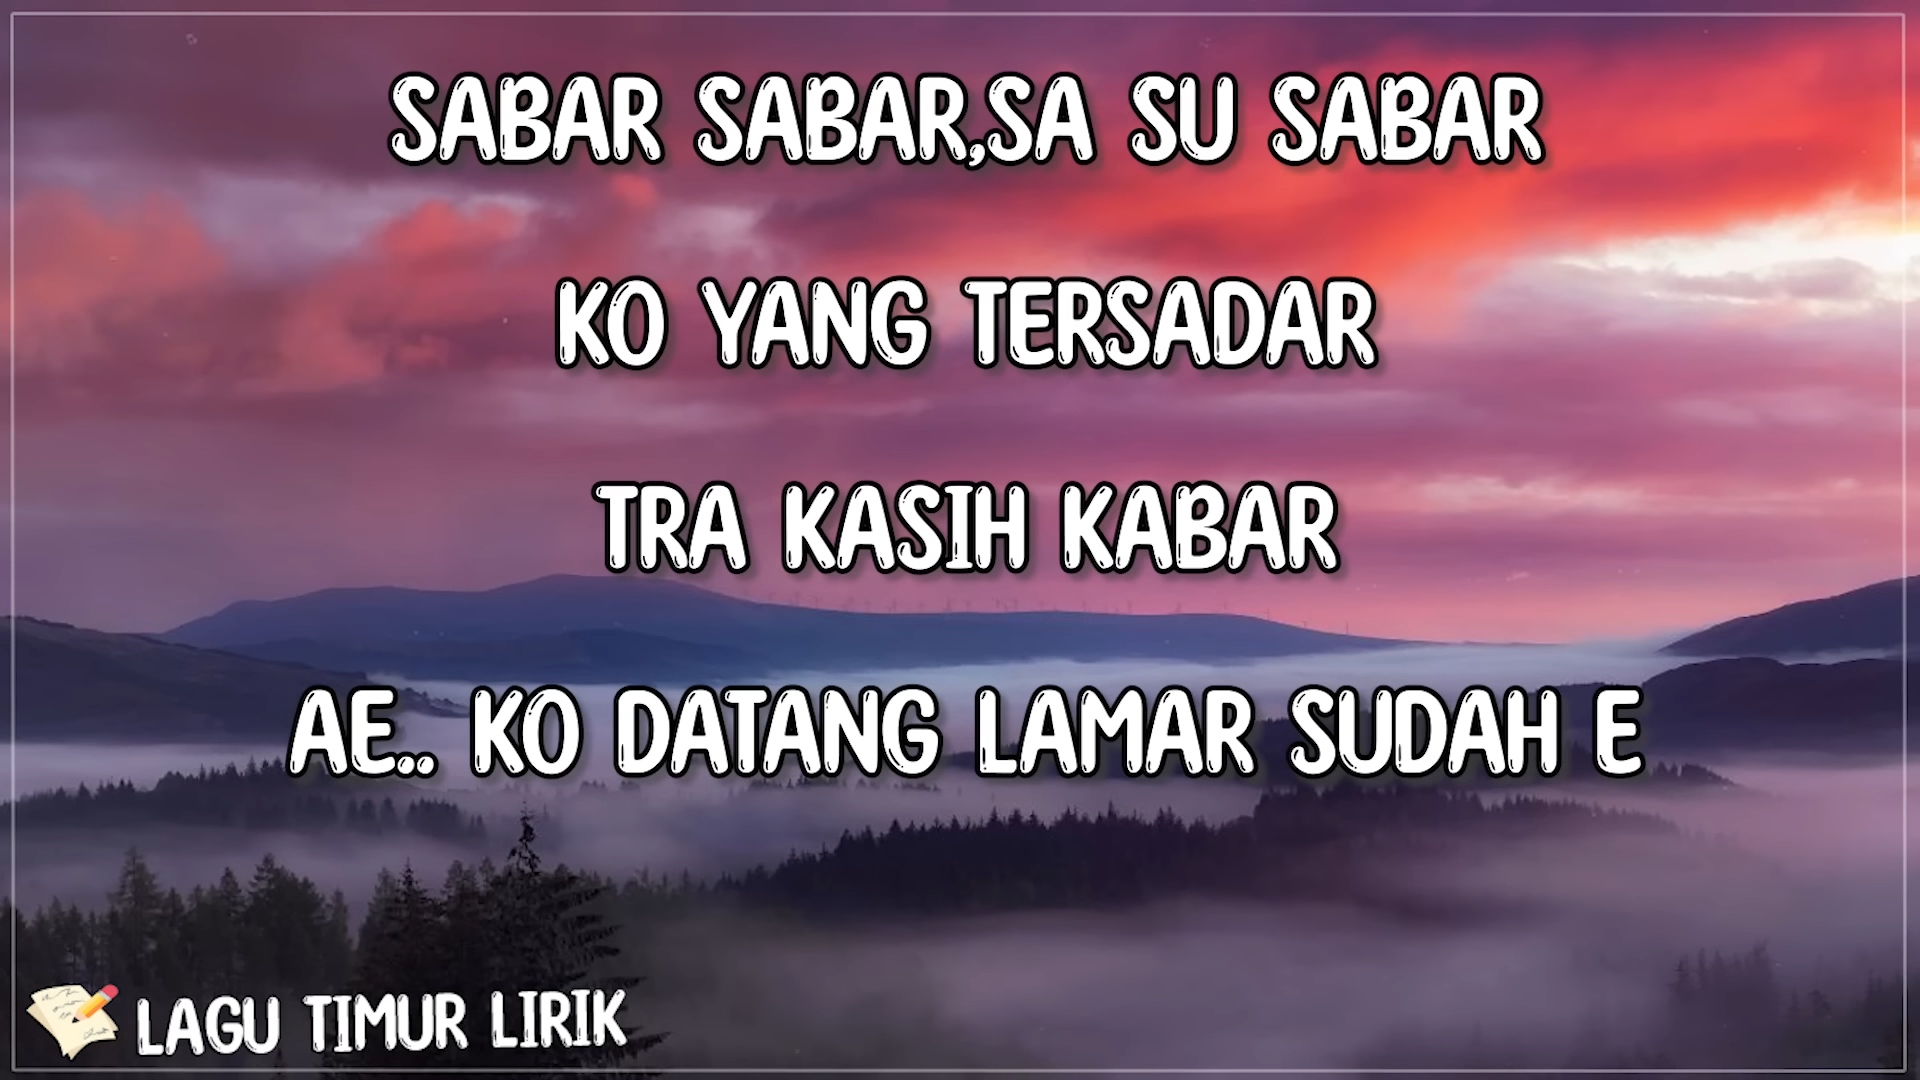 SABAR SABAR,SA SU SABAR
KO YANG TERSADAR
TRA KASIH KABAR
AE.. KO DATANG LAMAR SUDAH E
LAGU TIMUR LIRIK